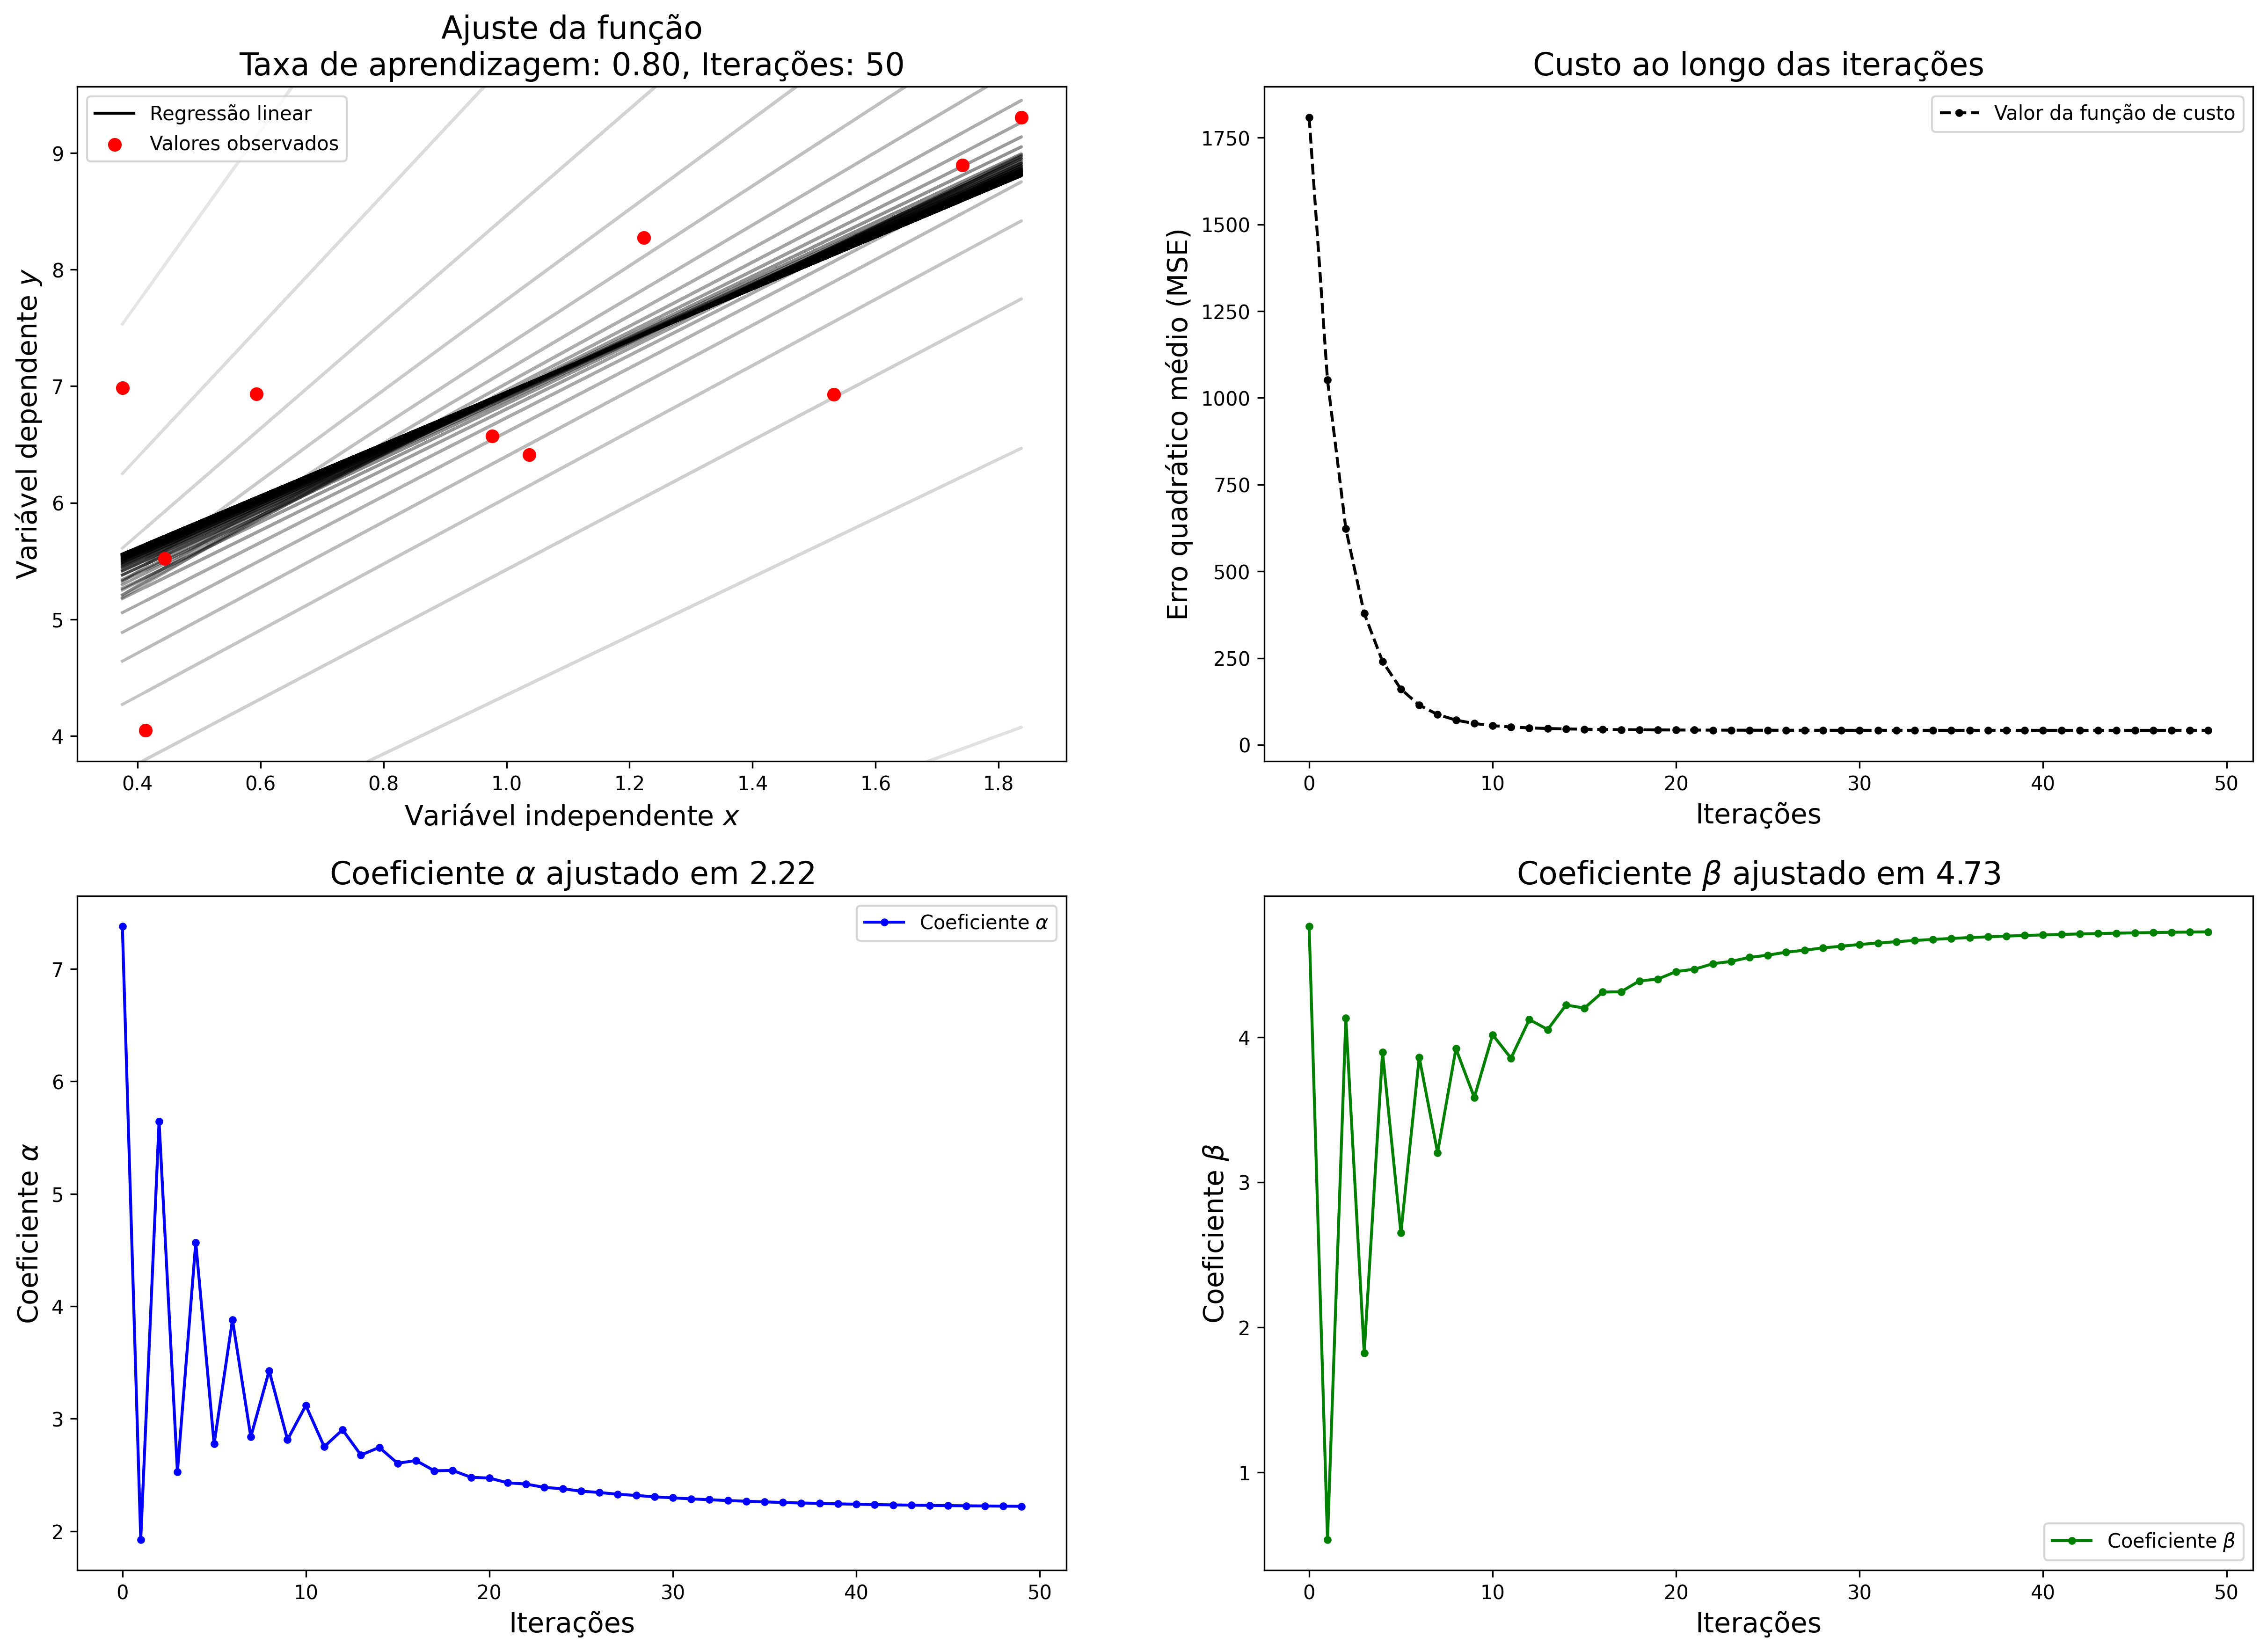 Ajuste da função
Taxa de aprendizagem: 0.80, Iterações: 50
Regressão linear
Valores observados
Variável dependente y
9
8
7
6
5
4
0.4 0.6 0.8 1.0 1.2 1.4 1.6 1.8
Variável independente x
Custo ao longo das iterações
Valor da função de custo
Erro quadrático médio (MSE)
1750
1500
1250
1000
750
500
250
0
0 10 20 30 40 50
Iterações
Coeficiente α ajustado em 2.22
Coeficiente α
Coeficiente α
7
6
5
4
3
2
0 10 20 30 40 50
Iterações
Coeficiente β ajustado em 4.73
Coeficiente β
4
3
2
1
Coeficiente β
0 10 20 30 40 50
Iterações